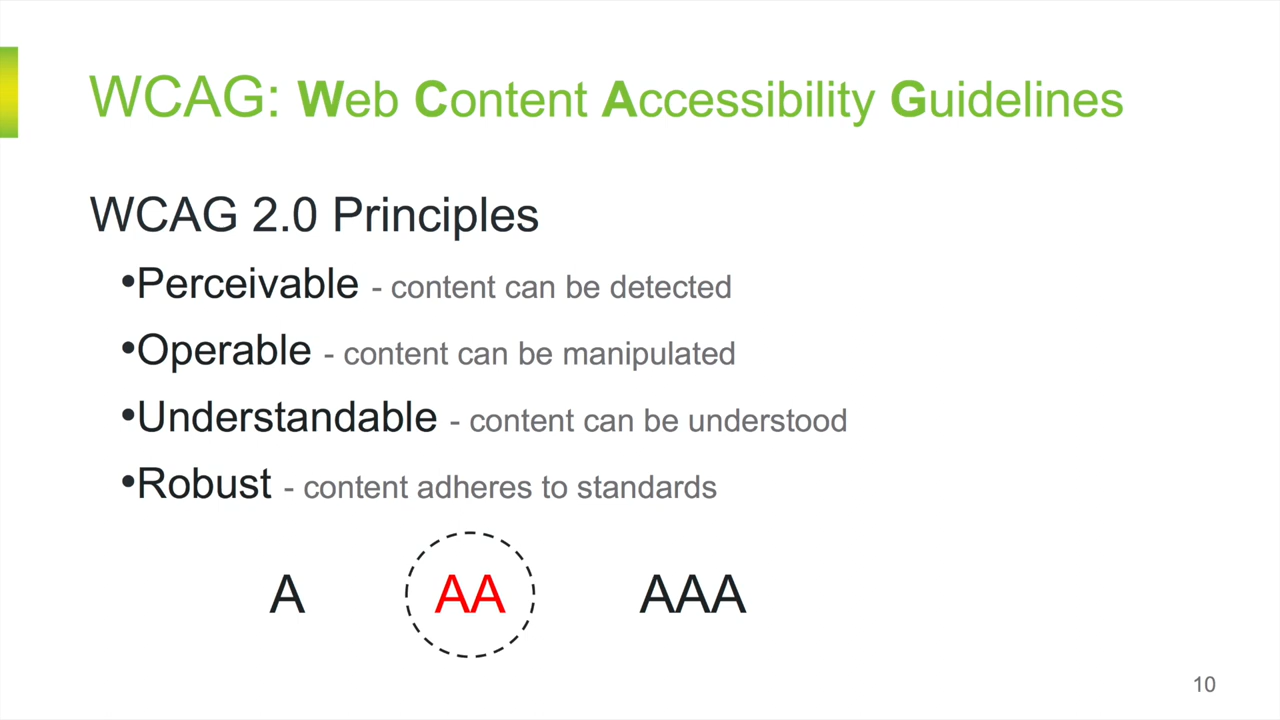 WCAG: Web Content Accessibility Guidelines
WCAG 2.0 Principles
•Perceivable - content can be detected
•Operable - content can be manipulated
•Understandable - content can be understood
•Robust - content adheres to standards
A AA AAA
10